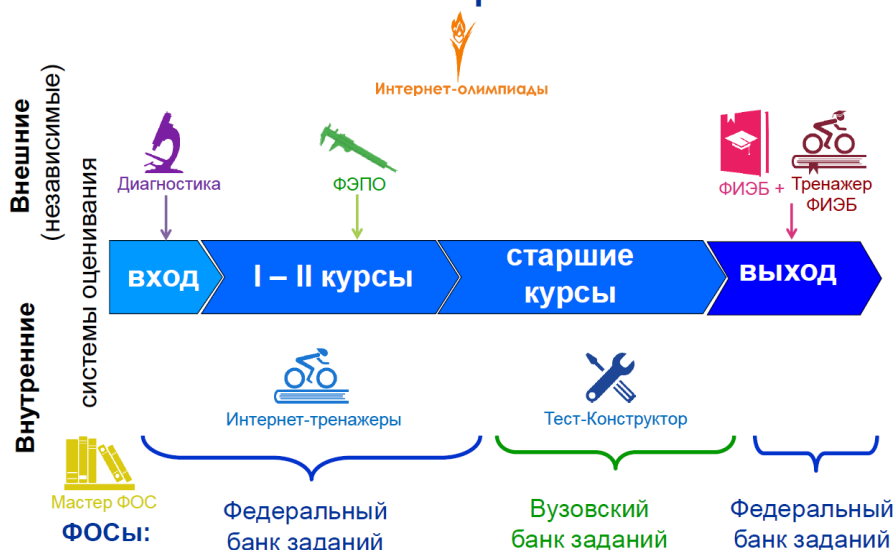 Интернет-олимпиады
Внешние
(независимые)
системы оценивания
Внутренние
Диагностика
ФЭПО
ФИЭБ +
Тренажер
ФИЭБ
вход
I – II курсы
старшие
курсы
выход
Интернет-тренажеры
Тест-Конструктор
Мастер ФОС
ФОСы:
Федеральный
банк заданий
Вузовский
банк заданий
Федеральный
банк заданий